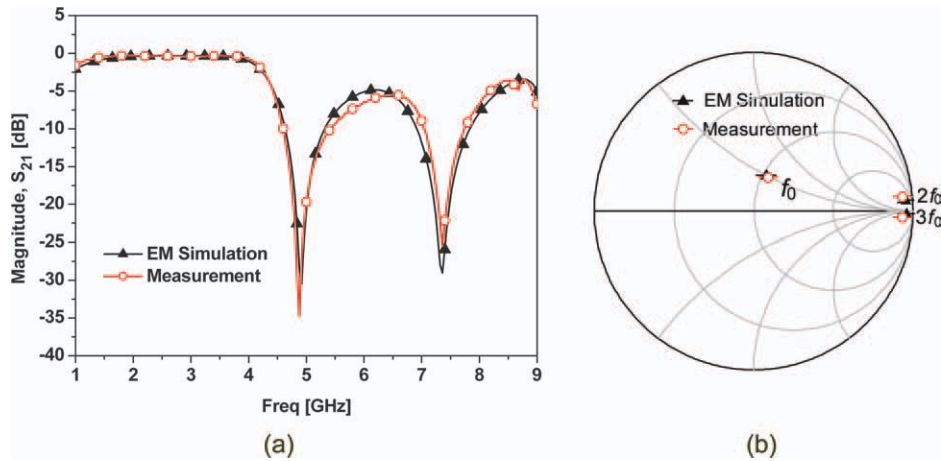 5
0
-5
-10
-15
-20
-25
-30
-35
-40
Magnitude, S21 [dB]
EM Simulation
Measurement
1 2 3 4 5 6 7 8 9
Freq [GHz]
(a)
EM Simulation
Measurement
f0
2f0
3f0
(b)